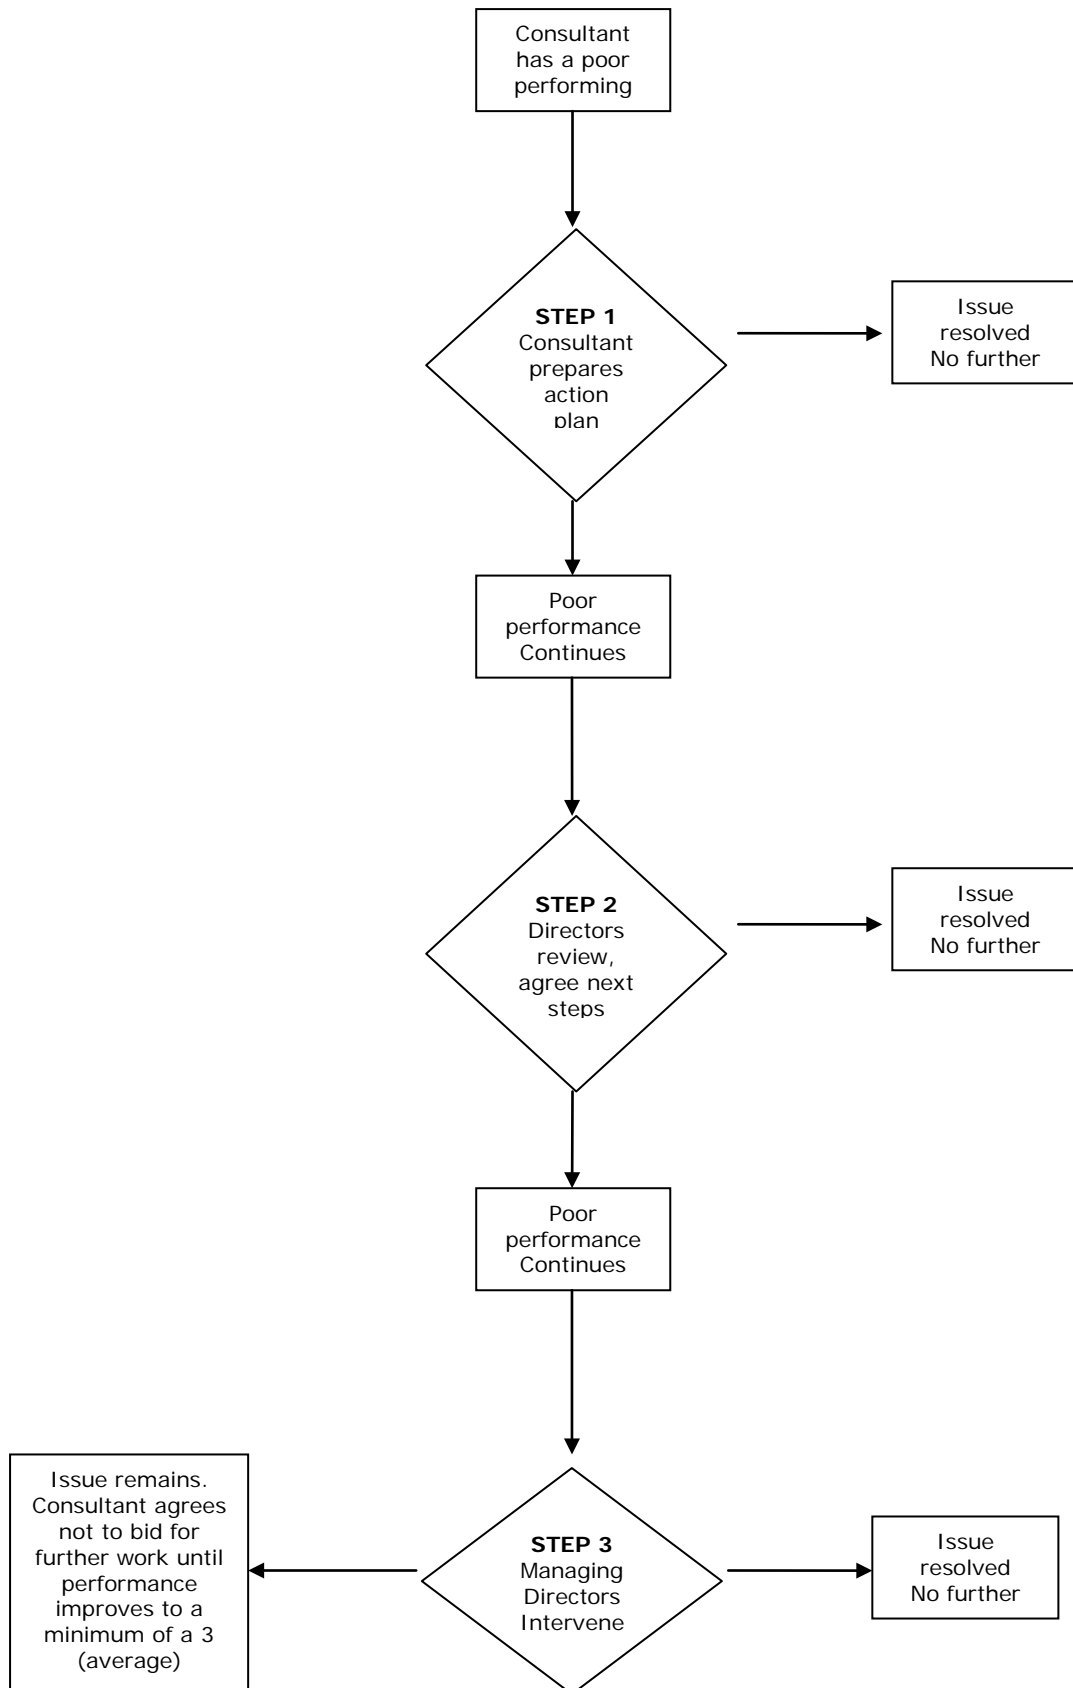 Consultant
has a poor
performing
STEP 1
Consultant
prepares
action
plan
Issue
resolved
No further
Poor
performance
Continues
STEP 2
Directors
review,
agree next
steps
Issue
resolved
No further
Poor
performance
Continues
Issue remains.
Consultant agrees
not to bid for
further work until
performance
improves to a
minimum of a 3
(average)
STEP 3
Managing
Directors
Intervene
Issue
resolved
No further